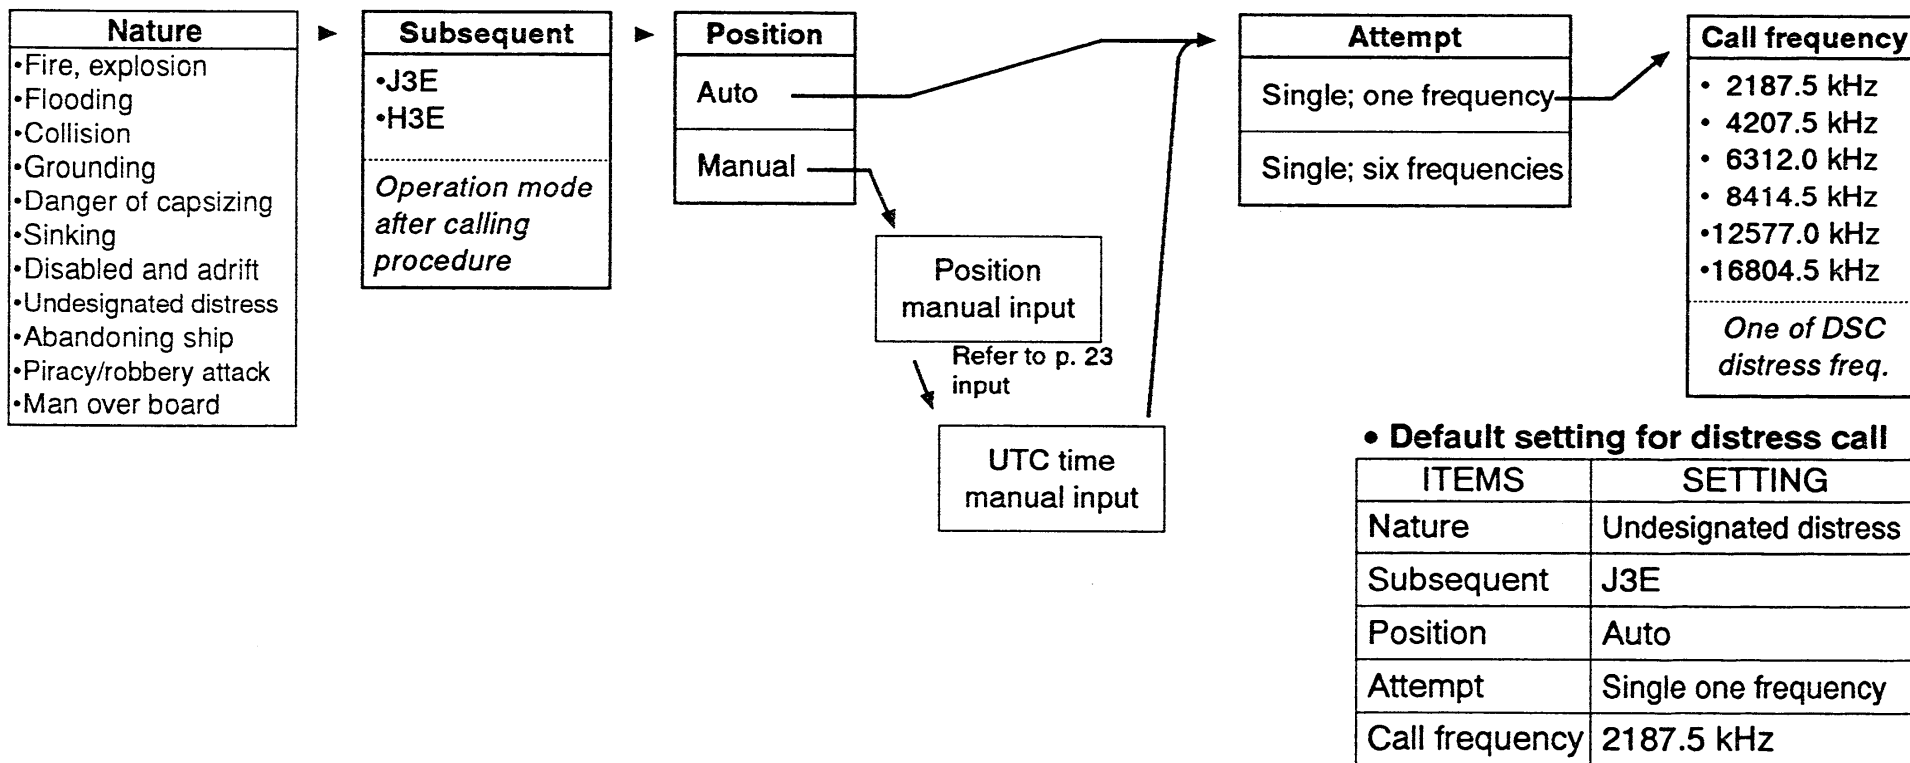 Nature
•Fire, explosion
•Flooding
•Collision
•Grounding
•Danger of capsizing
•Sinking
•Disabled and adrift
•Undesignated distress
•Abandoning ship
•Piracy/robbery attack
•Man over board
Subsequent
•J3E
•H3E
Operation mode
after calling
procedure
Position
Auto
Manual
Position
manual input
Refer to p. 23
input
UTC time
manual input
Attempt
Single; one frequency
Single; six frequencies
Call frequency
• 2187.5 kHz
• 4207.5 kHz
• 6312.0 kHz
• 8414.5 kHz
•12577.0 kHz
•16804.5 kHz
One of DSC
distress freq.
• Default setting for distress call
ITEMS SETTING
Nature Undesignated distress
Subsequent J3E
Position Auto
Attempt Single one frequency
Call frequency 2187.5 kHz